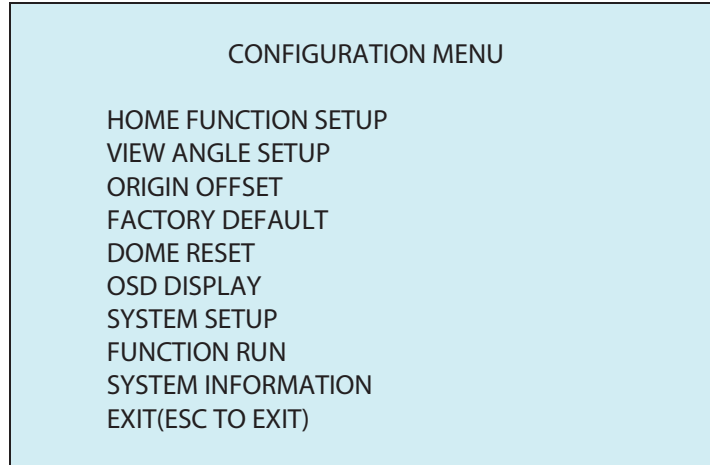 CONFIGURATION MENU
HOME FUNCTION SETUP
VIEW ANGLE SETUP
ORIGIN OFFSET
FACTORY DEFAULT
DOME RESET
OSD DISPLAY
SYSTEM SETUP
FUNCTION RUN
SYSTEM INFORMATION
EXIT(ESC TO EXIT)